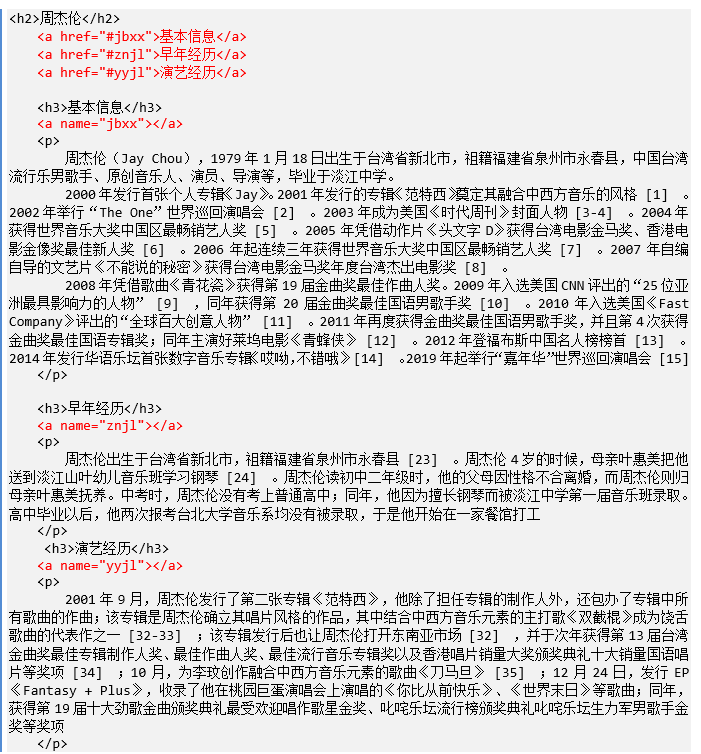 <h2>周杰伦</h2>
<a href="#jbxx">基本信息</a>
<a href="#znjl">早年经历</a>
<a href="#yyjl">演艺经历</a>
<h3>基本信息</h3>
<a name="jbxx"></a>
<p>
周杰伦（Jay Chou），1979 年 1 月 18 日出生于台湾省新北市，祖籍福建省泉州市永春县，中国台湾
流行乐男歌手、原创音乐人、演员、导演等，毕业于淡江中学。
2000 年发行首张个人专辑《Jay》。2001 年发行的专辑《范特西》奠定其融合中西方音乐的风格 [1] 。
2002 年举行“The One”世界巡回演唱会 [2] 。2003 年成为美国《时代周刊》封面人物 [3-4] 。2004 年
获得世界音乐大奖中国区最畅销艺人奖 [5] 。2005 年凭借动作片《头文字 D》获得台湾电影金马奖、香港电
影金像奖最佳新人奖 [6] 。2006 年起连续三年获得世界音乐大奖中国区最畅销艺人奖 [7] 。2007 年自编
自导的文艺片《不能说的秘密》获得台湾电影金马奖年度台湾杰出电影奖 [8] 。
2008 年凭借歌曲《青花瓷》获得第 19 届金曲奖最佳作曲人奖。2009 年入选美国 CNN 评出的“25 位亚
洲最具影响力的人物” [9] ，同年获得第 20 届金曲奖最佳国语男歌手奖 [10] 。2010 年入选美国《Fast
Company》评出的“全球百大创意人物” [11] 。2011 年再度获得金曲奖最佳国语男歌手奖，并且第 4 次获得
金曲奖最佳国语专辑奖；同年主演好莱坞电影《青蜂侠》 [12] 。2012 年登福布斯中国名人榜榜首 [13] 。
2014 年发行华语乐坛首张数字音乐专辑《哎呦，不错哦》 [14] 。2019 年起举行“嘉年华”世界巡回演唱会 [15]
</p>
<h3>早年经历</h3>
<a name="znjl"></a>
<p>
周杰伦出生于台湾省新北市，祖籍福建省泉州市永春县 [23] 。周杰伦 4 岁的时候，母亲叶惠美把他
送到淡江山叶幼儿音乐班学习钢琴 [24] 。周杰伦读初中二年级时，他的父母因性格不合离婚，而周杰伦则归
母亲叶惠美抚养。中考时，周杰伦没有考上普通高中；同年，他因为擅长钢琴而被淡江中学第一届音乐班录取。
高中毕业以后，他两次报考台北大学音乐系均没有被录取，于是他开始在一家餐馆打工
</p>
<h3>演艺经历</h3>
<a name="yyjl"></a>
<p>
2001 年 9 月，周杰伦发行了第二张专辑《范特西》，他除了担任专辑的制作人外，还包办了专辑中所
有歌曲的作曲；该专辑是周杰伦确立其唱片风格的作品，其中结合中西方音乐元素的主打歌《双截棍》成为饶舌
歌曲的代表作之一 [32-33] ；该专辑发行后也让周杰伦打开东南亚市场 [32] ，并于次年获得第 13 届台湾
金曲奖最佳专辑制作人奖、最佳作曲人奖、最佳流行音乐专辑奖以及香港唱片销量大奖颁奖典礼十大销量国语唱
片等奖项 [34] ；10 月，为李玟创作融合中西方音乐元素的歌曲《刀马旦》 [35] ；12 月 24 日，发行 EP
《Fantasy + Plus》，收录了他在桃园巨蛋演唱会上演唱的《你比从前快乐》、《世界末日》等歌曲；同年，
获得第 19 届十大劲歌金曲颁奖典礼最受欢迎唱作歌星金奖、叱咤乐坛流行榜颁奖典礼叱咤乐坛生力军男歌手金
奖等奖项
</p>